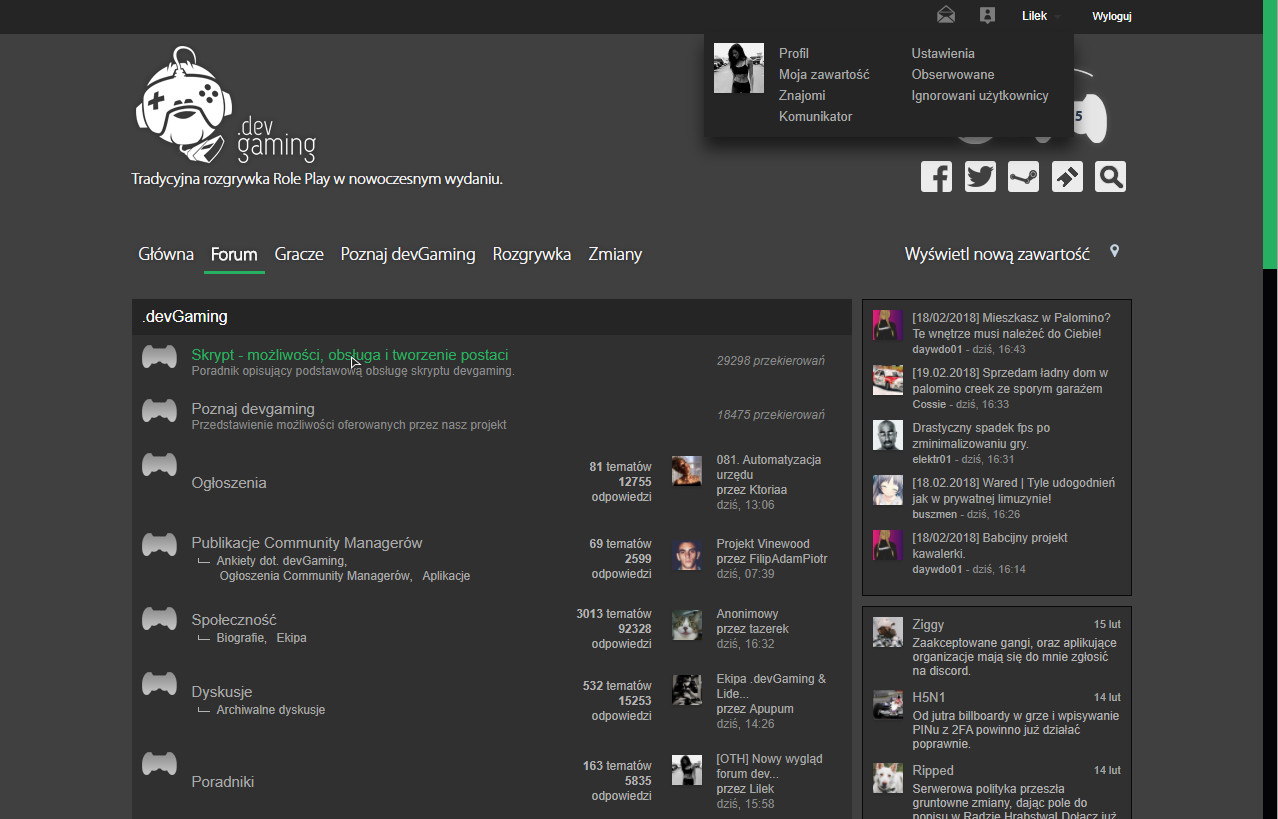 Lilek
Wyloguj
Profil
Ustawienia
Moja zawartość
Obserwowane
Znajomi
Ignorowani użytkownicy
Komunikator
5
.dev
gaming
Tradycyjna rozgrywka Role Play w nowoczesnym wydaniu.
Główna Forum Gracze Poznaj devGaming Rozgrywka Zmiany
Wyświetl nową zawartość
.devGaming
Skrypt - możliwości, obsługa i tworzenie postaci
Poradnik opisujący podstawową obsługę skryptu devgaming.
29298 przekierowań
Poznaj devgaming
Przedstawienie możliwości oferowanych przez nasz projekt
18475 przekierowań
Ogłoszenia
81 tematów
12755
odpowiedzi
081. Automatyzacja
urzędu
przez Ktoriaa
dziś, 13:06
Publikacje Community Managerów
Ankiety dot. devGaming,
Ogłoszenia Community Managerów, Aplikacje
69 tematów
2599
odpowiedzi
Projekt Vinewood
przez FilipAdamPiotr
dziś, 07:39
Społeczność
Biografie, Ekipa
3013 tematów
92328
odpowiedzi
Anonimowy
przez tazerek
dziś, 16:32
Dyskusje
Archiwalne dyskusje
532 tematów
15253
odpowiedzi
Ekipa .devGaming &
Lide...
przez Apupum
dziś, 14:26
Poradniki
163 tematów
5835
odpowiedzi
[OTH] Nowy wygląd
forum dev...
przez Lilek
dziś, 15:58
[18/02/2018] Mieszkasz w Palomino?
Te wnętrze musi należeć do Ciebie!
daywdo01 - dziś, 16:43
[19.02.2018] Sprzedam ładny dom w
palomino creek ze sporym garażem
Cossie - dziś, 16:33
Drastyczny spadek fps po
zminimalizowaniu gry.
elektr01 - dziś, 16:31
[18.02.2018] Wared | Tyle udogodnień
jak w prywatnej limuzynie!
buszmen - dziś, 16:26
[18/02/2018] Babcijny projekt
kawalerki.
daywdo01 - dziś, 16:14
Ziggy 15 lut
Zaakceptowane gangi, oraz aplikujące
organizacje mają się do mnie zgłosić
na discord.
H5N1 14 lut
Od jutra billboardy w grze i wpisywanie
PINu z 2FA powinno już działać
poprawnie.
Ripped 14 lut
Serwerowa polityka przeszła
gruntowne zmiany, dając pole do
popisu w Radzie Hrabstwa! Dołącz już